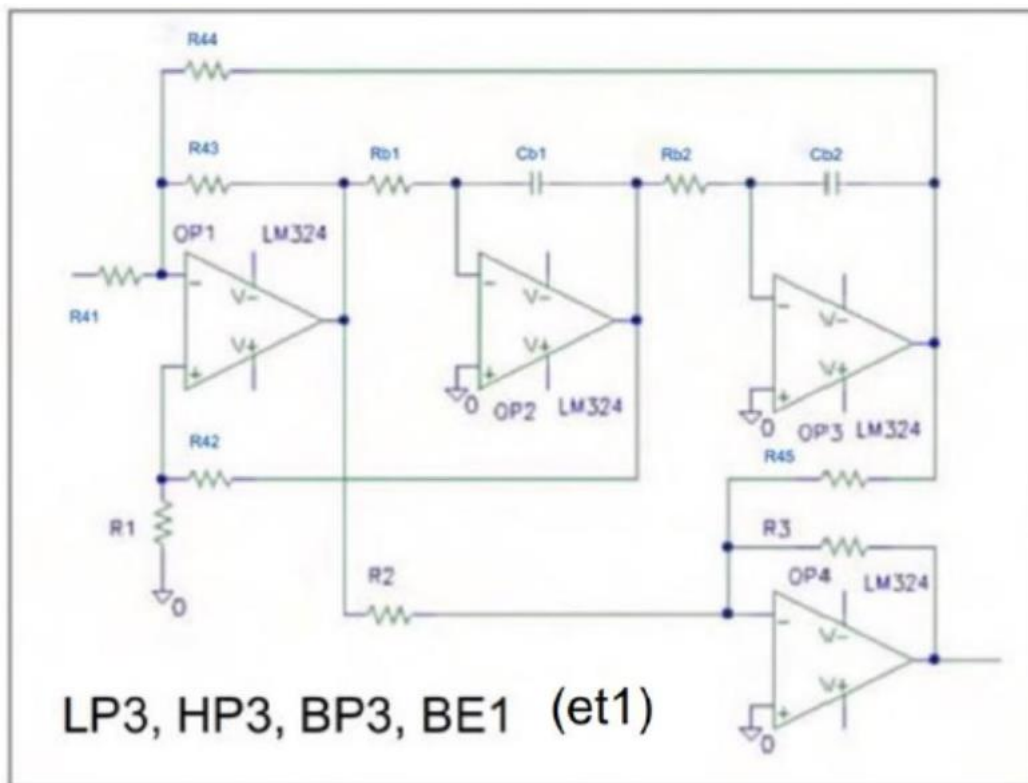 R44
R43
Rb1
Cb1
Rb2
Cb2
OP1
LM324
R41
V-
V+
-
+
0
OP2
LM324
V-
V+
-
+
0
OP3
LM324
V-
V+
-
+
R42
R45
R1
0
R2
R3
OP4
LM324
V-
V+
-
+
0
LP3, HP3, BP3, BE1 (et1)